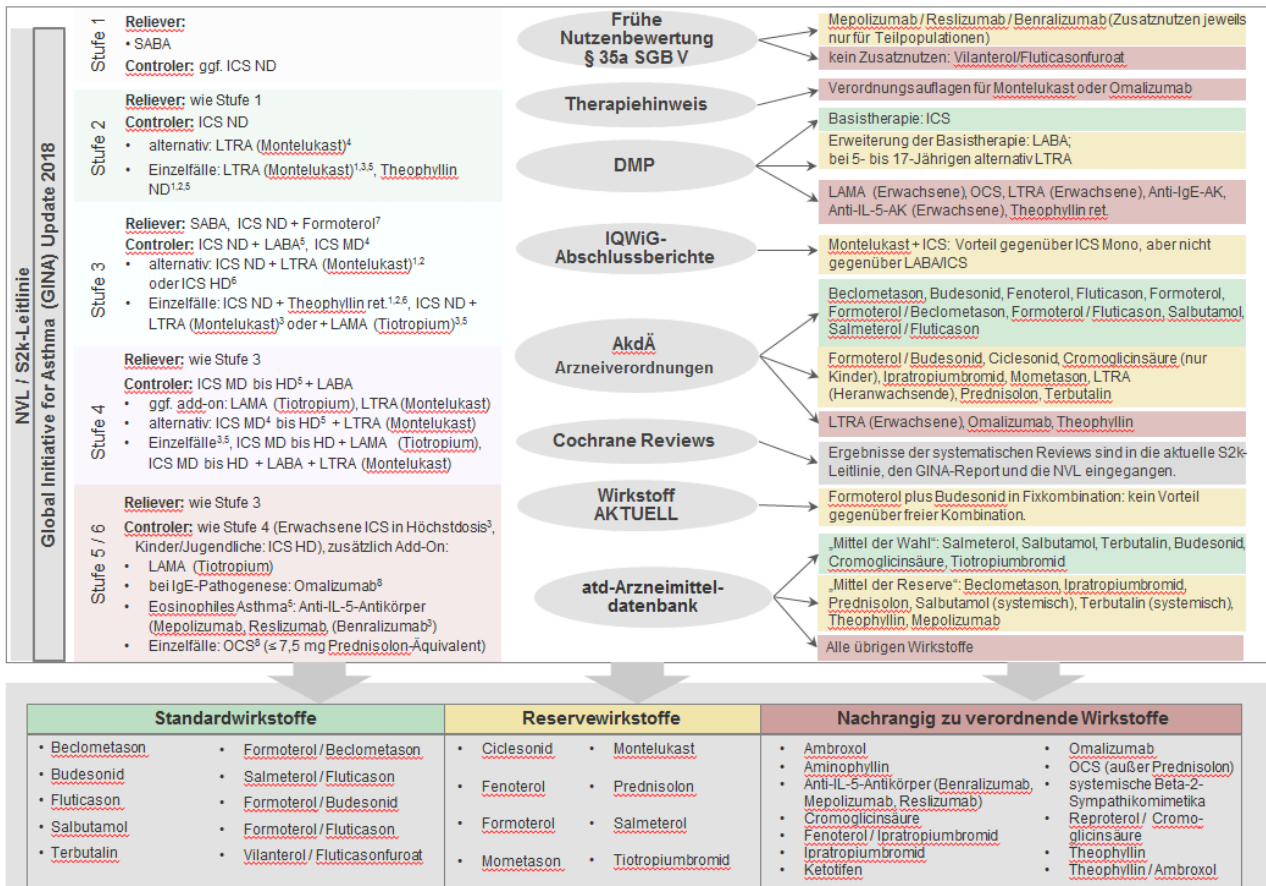 NVL / S2k-Leitlinie
Global Initiative for Asthma (GINA) Update 2018
Stufe 1
Reliever:
• SABA
Controler: ggf. ICS ND
Stufe 2
Reliever: wie Stufe 1
Controler: ICS ND
• alternativ: LTRA (Montelukast)⁴
• Einzelfälle: LTRA (Montelukast)¹,³,⁵, Theophyllin
ND¹,²,⁵
Stufe 3
Reliever: SABA, ICS ND + Formoterol⁷
Controler: ICS ND + LABA⁵, ICS MD⁴
• alternativ: ICS ND + LTRA (Montelukast)¹,²
oder ICS HD⁶
• Einzelfälle: ICS ND + Theophyllin ret.¹,²,⁶, ICS ND +
LTRA (Montelukast)³ oder + LAMA (Tiotropium)³,⁵
Stufe 4
Reliever: wie Stufe 3
Controler: ICS MD bis HD⁵ + LABA
• ggf. add-on: LAMA (Tiotropium), LTRA (Montelukast)
• alternativ: ICS MD⁴ bis HD⁵ + LTRA (Montelukast)
• Einzelfälle³,⁵, ICS MD bis HD + LAMA (Tiotropium),
ICS MD bis HD + LABA + LTRA (Montelukast)
Stufe 5 / 6
Reliever: wie Stufe 3
Controler: wie Stufe 4 (Erwachsene ICS in Höchstdosis³,
Kinder/Jugendliche: ICS HD), zusätzlich Add-On:
• LAMA (Tiotropium)
• bei IgE-Pathogenese: Omalizumab⁸
• Eosinophiles Asthma⁵: Anti-IL-5-Antikörper
(Mepolizumab, Reslizumab, (Benralizumab³)
• Einzelfälle: OCS⁸ (≤ 7,5 mg Prednisolon-Äquivalent)
Frühe
Nutzenbewertung
§ 35a SGB V
Mepolizumab / Reslizumab / Benralizumab (Zusatznutzen jeweils
nur für Teilpopulationen)
kein Zusatznutzen: Vilanterol/Fluticasonfuroat
Therapiehinweis
Verordnungsauflagen für Montelukast oder Omalizumab
DMP
Basistherapie: ICS
Erweiterung der Basistherapie: LABA;
bei 5- bis 17-Jährigen alternativ LTRA
LAMA (Erwachsene), OCS, LTRA (Erwachsene), Anti-IgE-AK,
Anti-IL-5-AK (Erwachsene), Theophyllin ret.
IQWiG-
Abschlussberichte
Montelukast + ICS: Vorteil gegenüber ICS Mono, aber nicht
gegenüber LABA/ICS
AkdÄ
Arzneiverordnungen
Beclometason, Budesonid, Fenoterol, Fluticason, Formoterol,
Formoterol / Beclometason, Formoterol / Fluticason, Salbutamol,
Salmeterol / Fluticason
Formoterol / Budesonid, Ciclesonid, Cromoglicinsäure (nur
Kinder), Ipratropiumbromid, Mometason, LTRA
(Heranwachsende), Prednisolon, Terbutalin
LTRA (Erwachsene), Omalizumab, Theophyllin
Cochrane Reviews
Ergebnisse der systematischen Reviews sind in die aktuelle S2k-
Leitlinie, den GINA-Report und die NVL eingegangen.
Wirkstoff
AKTUELL
Formoterol plus Budesonid in Fixkombination: kein Vorteil
gegenüber freier Kombination.
atd-Arzneimittel-
datenbank
„Mittel der Wahl“: Salmeterol, Salbutamol, Terbutalin, Budesonid,
Cromoglicinsäure, Tiotropiumbromid
„Mittel der Reserve“: Beclometason, Ipratropiumbromid,
Prednisolon, Salbutamol (systemisch), Terbutalin (systemisch),
Theophyllin, Mepolizumab
Alle übrigen Wirkstoffe
Standardwirkstoffe
• Beclometason
• Budesonid
• Fluticason
• Salbutamol
• Terbutalin
• Formoterol / Beclometason
• Salmeterol / Fluticason
• Formoterol / Budesonid
• Formoterol / Fluticason
• Vilanterol / Fluticasonfuroat
Reservewirkstoffe
• Ciclesonid
• Fenoterol
• Formoterol
• Mometason
• Montelukast
• Prednisolon
• Salmeterol
• Tiotropiumbromid
Nachrangig zu verordnende Wirkstoffe
• Ambroxol
• Aminophyllin
• Anti-IL-5-Antikörper (Benralizumab,
Mepolizumab, Reslizumab)
• Cromoglicinsäure
• Fenoterol / Ipratropiumbromid
• Ipratropiumbromid
• Ketotifen
• Omalizumab
• OCS (außer Prednisolon)
• systemische Beta-2-
Sympathikomimetika
• Reproterol / Cromo-
glicinsäure
• Theophyllin
• Theophyllin / Ambroxol